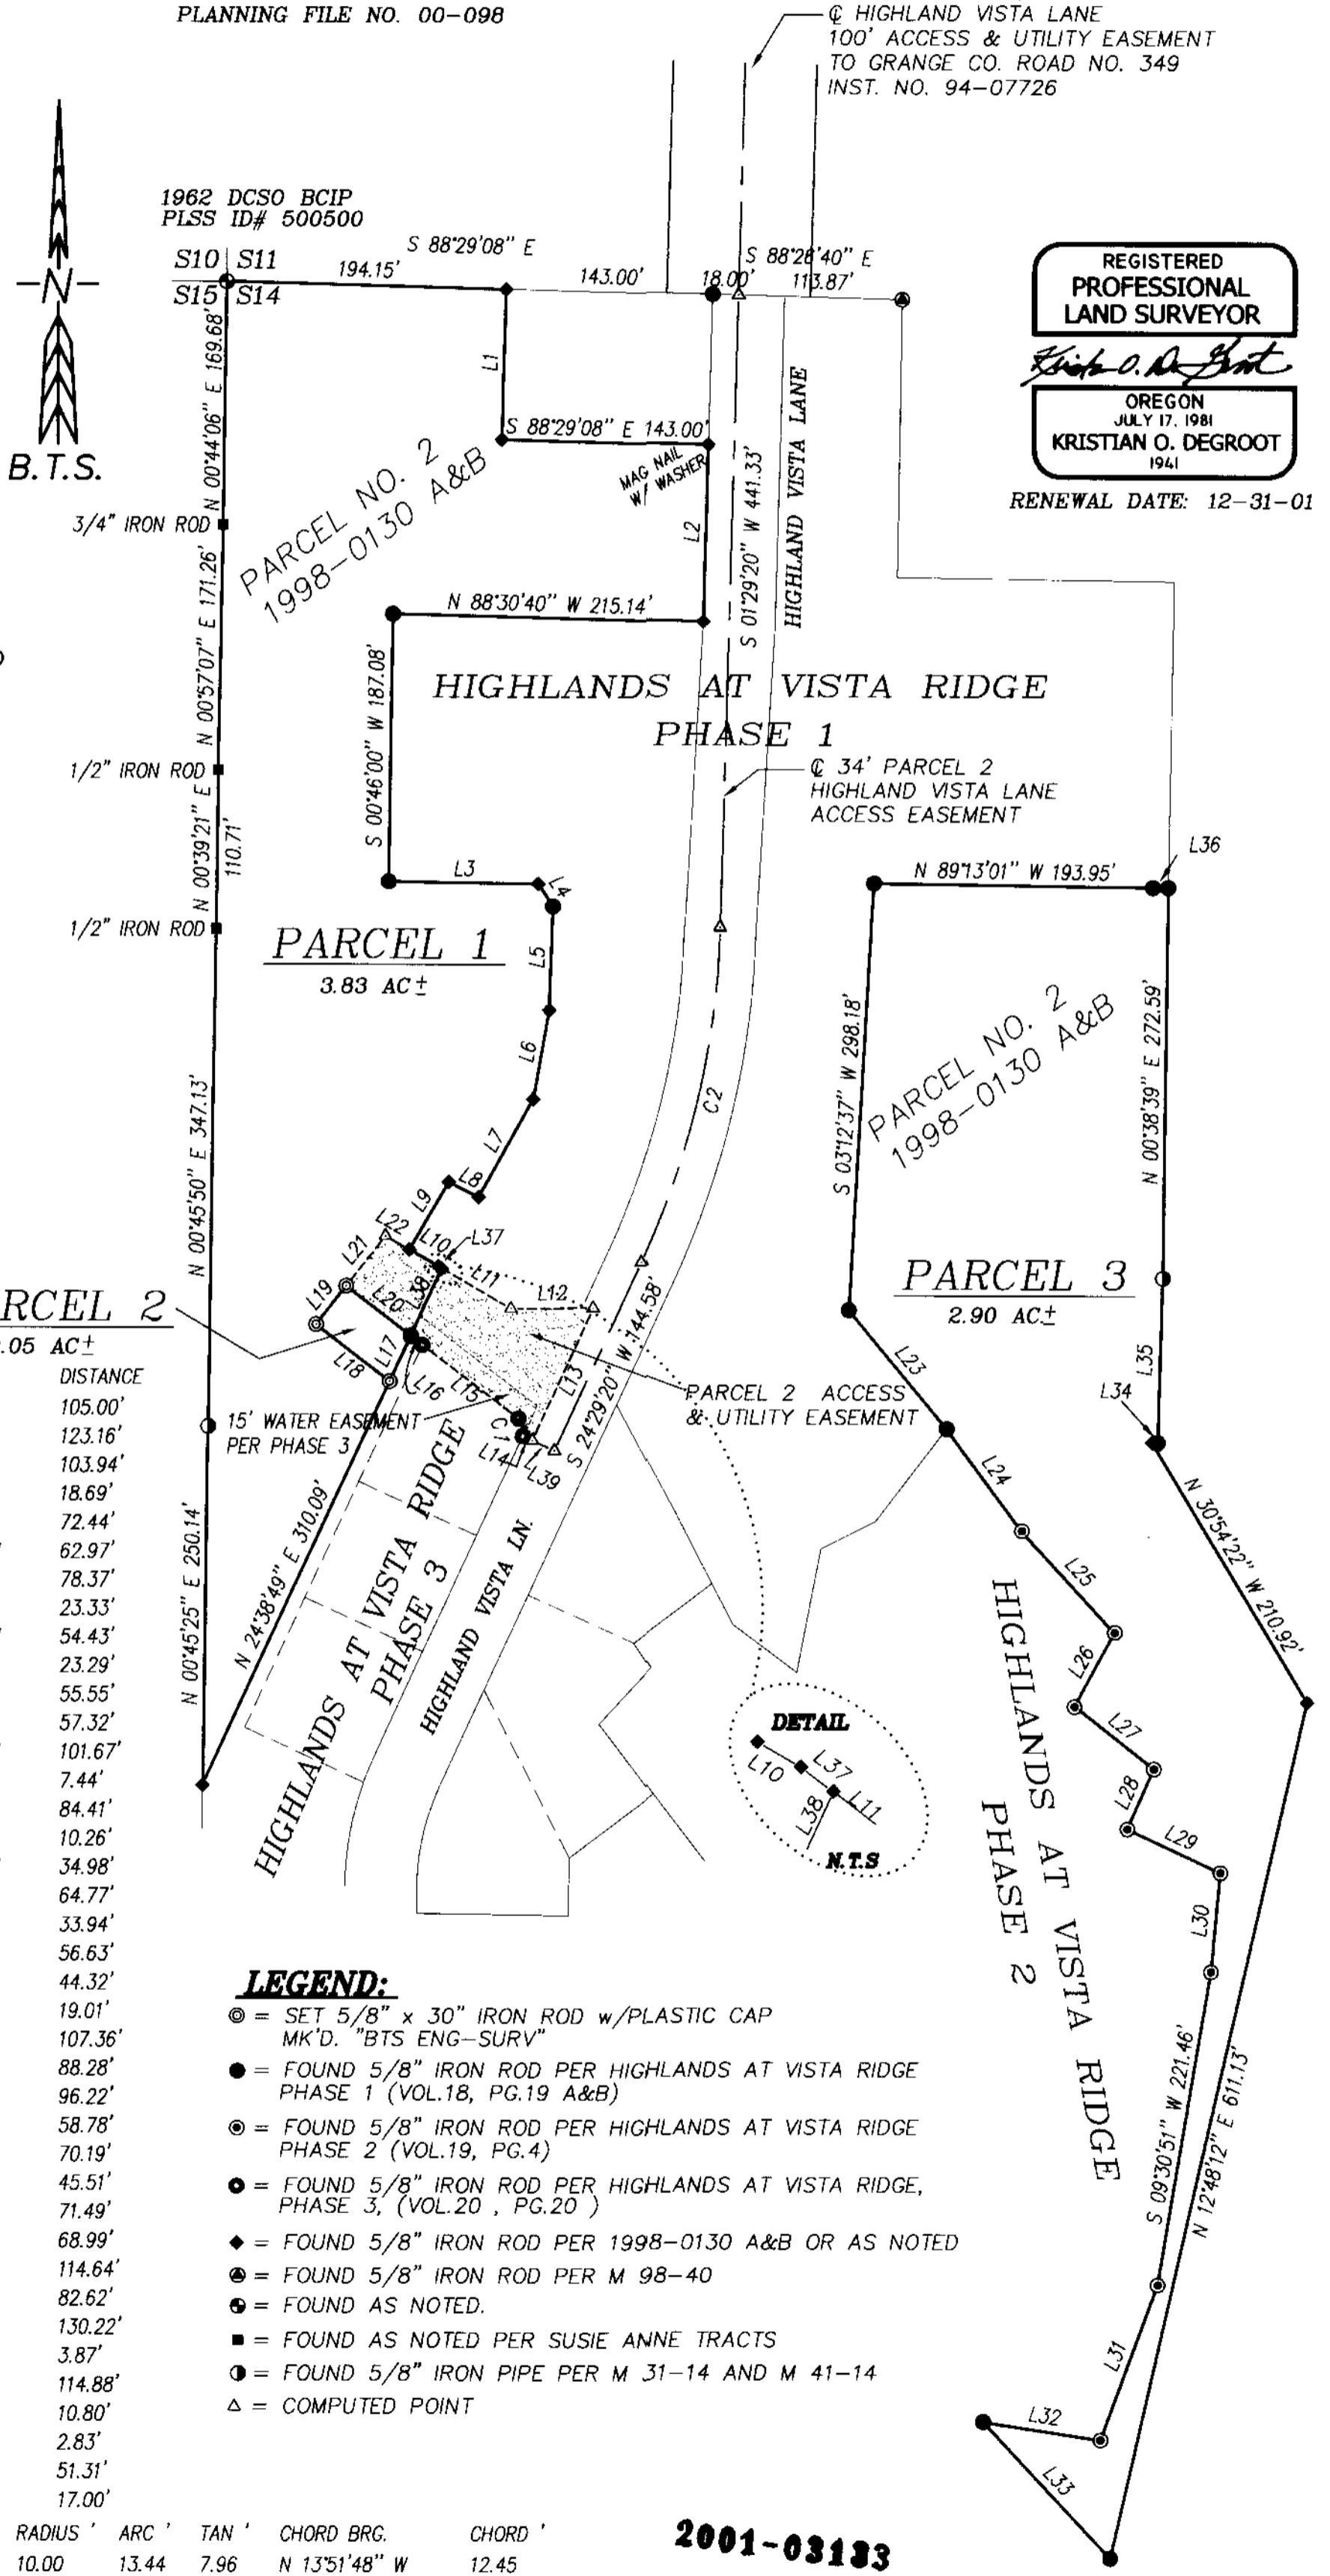 PLANNING FILE NO. 00-098
℄ HIGHLAND VISTA LANE
100' ACCESS & UTILITY EASEMENT
TO GRANGE CO. ROAD NO. 349
INST. NO. 94-07726
1962 DCSO BCIP
PLSS ID# 500500
S10 S11
S15 S14
S 88°29'08" E
194.15'
143.00'
S 88°28'40" E
18.00'
113.87'
N
B.T.S.
REGISTERED
PROFESSIONAL
LAND SURVEYOR
OREGON
JULY 17, 1981
KRISTIAN O. DEGROOT
1941
RENEWAL DATE: 12-31-01
N 00°44'06" E 169.68'
L1
S 88°29'08" E 143.00'
MAG NAIL
W/ WASHER
L2
S 01°29'20" W 441.33'
HIGHLAND VISTA LANE
3/4" IRON ROD
PARCEL NO. 2
1998-0130 A&B
N 00°57'07" E 171.26'
N 88°30'40" W 215.14'
S 00°46'00" W 187.08'
HIGHLANDS AT VISTA RIDGE
PHASE 1
℄ 34' PARCEL 2
HIGHLAND VISTA LANE
ACCESS EASEMENT
1/2" IRON ROD
N 00°39'21" E
110.71'
L3
L4
L36
N 89°13'01" W 193.95'
1/2" IRON ROD
PARCEL 1
3.83 AC±
L5
L6
L7
L8
L9
C2
S 03°12'37" W 298.18'
PARCEL NO. 2
1998-0130 A&B
N 00°38'39" E 272.59'
N 00°45'50" E 347.13'
L22
L10
L37
L21
L11
L12
L19
L20
L38
L17
L18
L16
L15
L13
C1
L14
L39
S 24°29'20" W 144.58'
PARCEL 3
2.90 AC±
L23
L35
L34
RCEL 2
.05 AC±
15' WATER EASEMENT
PER PHASE 3
PARCEL 2 ACCESS
& UTILITY EASEMENT
N 00°45'25" E 250.14'
N 24°38'49" E 310.09'
HIGHLANDS AT VISTA RIDGE
PHASE 3
HIGHLAND VISTA LN.
L24
L25
L26
L27
L28
L29
L30
N 30°54'22" W 210.92'
HIGHLANDS AT VISTA RIDGE
PHASE 2
DETAIL
L10
L37
L11
L38
N.T.S
S 09°30'51" W 221.46'
N 12°48'12" E 611.13'
L31
L32
L33
DISTANCE
105.00'
123.16'
103.94'
18.69'
72.44'
62.97'
78.37'
23.33'
54.43'
23.29'
55.55'
57.32'
101.67'
7.44'
84.41'
10.26'
34.98'
64.77'
33.94'
56.63'
44.32'
19.01'
107.36'
88.28'
96.22'
58.78'
70.19'
45.51'
71.49'
68.99'
114.64'
82.62'
130.22'
3.87'
114.88'
10.80'
2.83'
51.31'
17.00'
LEGEND:
= SET 5/8" x 30" IRON ROD w/PLASTIC CAP
MK'D. "BTS ENG-SURV"
= FOUND 5/8" IRON ROD PER HIGHLANDS AT VISTA RIDGE
PHASE 1 (VOL.18, PG.19 A&B)
= FOUND 5/8" IRON ROD PER HIGHLANDS AT VISTA RIDGE
PHASE 2 (VOL.19, PG.4)
= FOUND 5/8" IRON ROD PER HIGHLANDS AT VISTA RIDGE,
PHASE 3, (VOL.20 , PG.20 )
= FOUND 5/8" IRON ROD PER 1998-0130 A&B OR AS NOTED
= FOUND 5/8" IRON ROD PER M 98-40
= FOUND AS NOTED.
= FOUND AS NOTED PER SUSIE ANNE TRACTS
= FOUND 5/8" IRON PIPE PER M 31-14 AND M 41-14
= COMPUTED POINT
RADIUS ' ARC ' TAN ' CHORD BRG. CHORD '
10.00 13.44 7.96 N 13°51'48" W 12.45
2001-03133